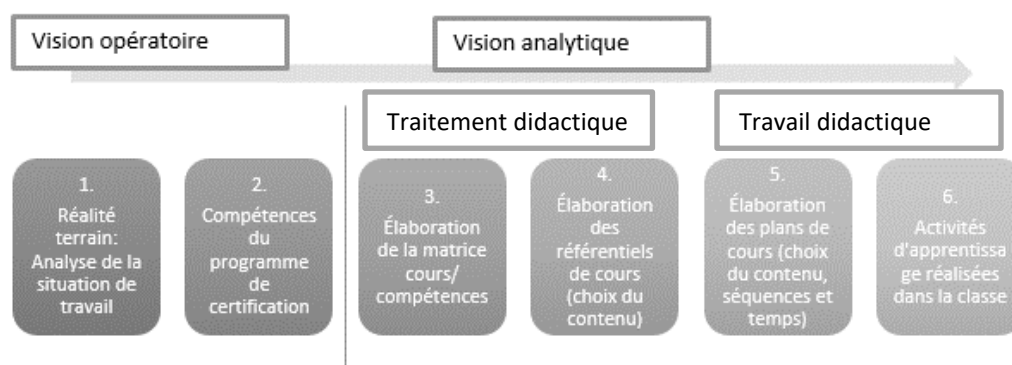 Vision opératoire
Vision analytique
Traitement didactique
Travail didactique
1.
Réalité
terrain:
Analyse de la
situation de
travail
2.
Compétences
du
programme
de
certification
3.
Élaboration
de la matrice
cours/
compétences
4.
Élaboration
des
référentiels
de cours
(choix du
contenu)
5.
Élaboration
des plans de
cours (choix
du contenu,
séquences et
temps)
6.
Activités
d'apprentissa
ge réalisées
dans la classe